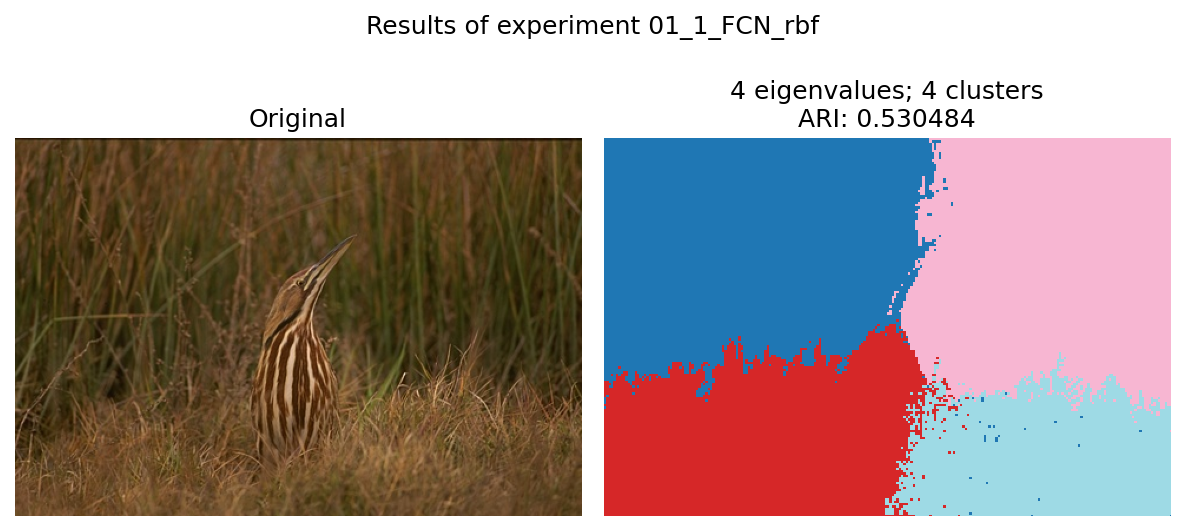 Results of experiment 01_1_FCN_rbf
Original
4 eigenvalues; 4 clusters
ARI: 0.530484